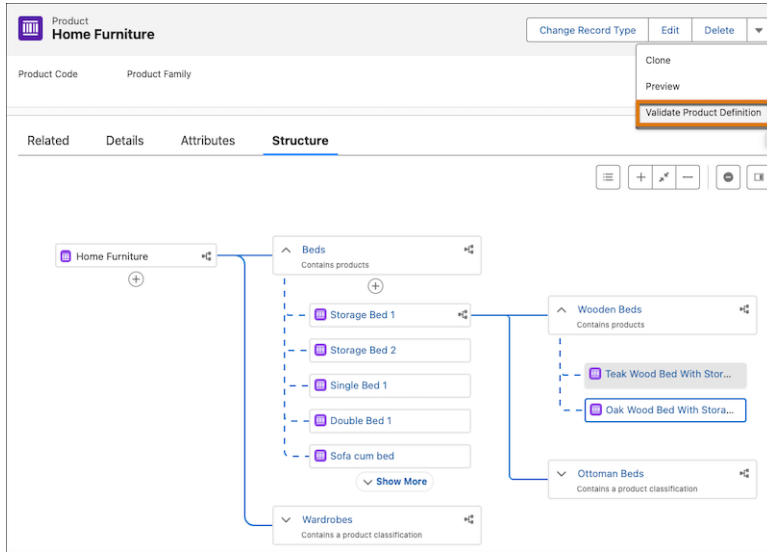 Product
Home Furniture
Change Record Type
Edit
Delete
Clone
Preview
Validate Product Definition
Product Code
Product Family
Related
Details
Attributes
Structure
Home Furniture
Beds
Contains products
Storage Bed 1
Storage Bed 2
Single Bed 1
Double Bed 1
Sofa cum bed
Show More
Wardrobes
Contains a product classification
Wooden Beds
Contains products
Teak Wood Bed With Stor...
Oak Wood Bed With Stora...
Ottoman Beds
Contains a product classification